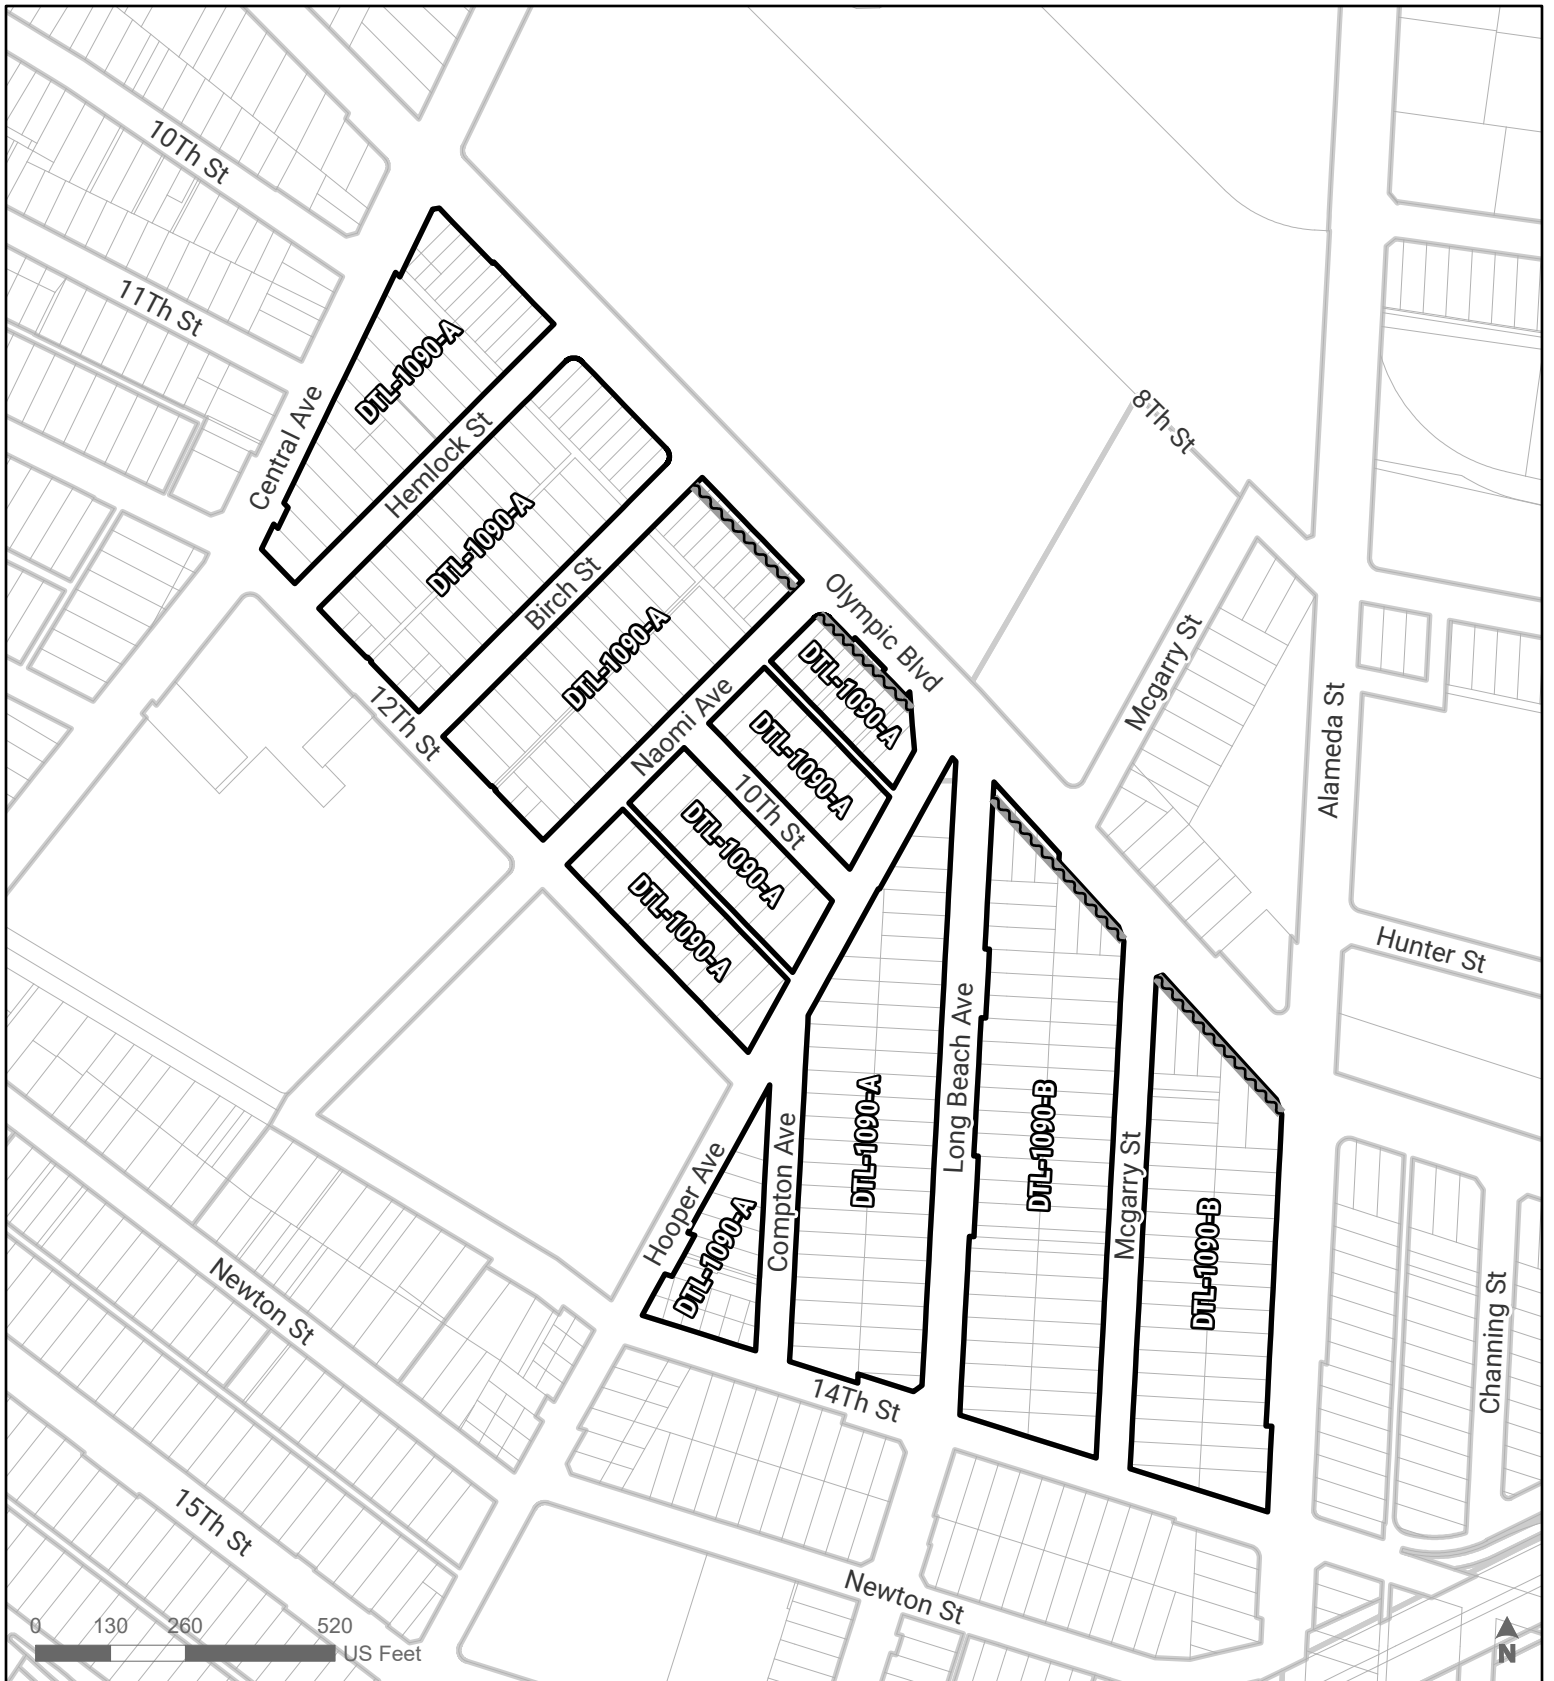 10Th St
11Th St
Central Ave
DTL-1090-A
Hemlock St
DTL-1090-A
Birch St
DTL-1090-A
12Th St
Naomi Ave
Olympic Blvd
DTL-1090-A
DTL-1090-A
10Th St
DTL-1090-A
DTL-1090-A
8Th St
Mcgarry St
Alameda St
Hunter St
Long Beach Ave
DTL-1090-A
DTL-1090-B
Mcgarry St
DTL-1090-B
Compton Ave
Hooper Ave
DTL-1090-A
14Th St
Channing St
Newton St
15Th St
Newton St
0 130 260 520
US Feet
N